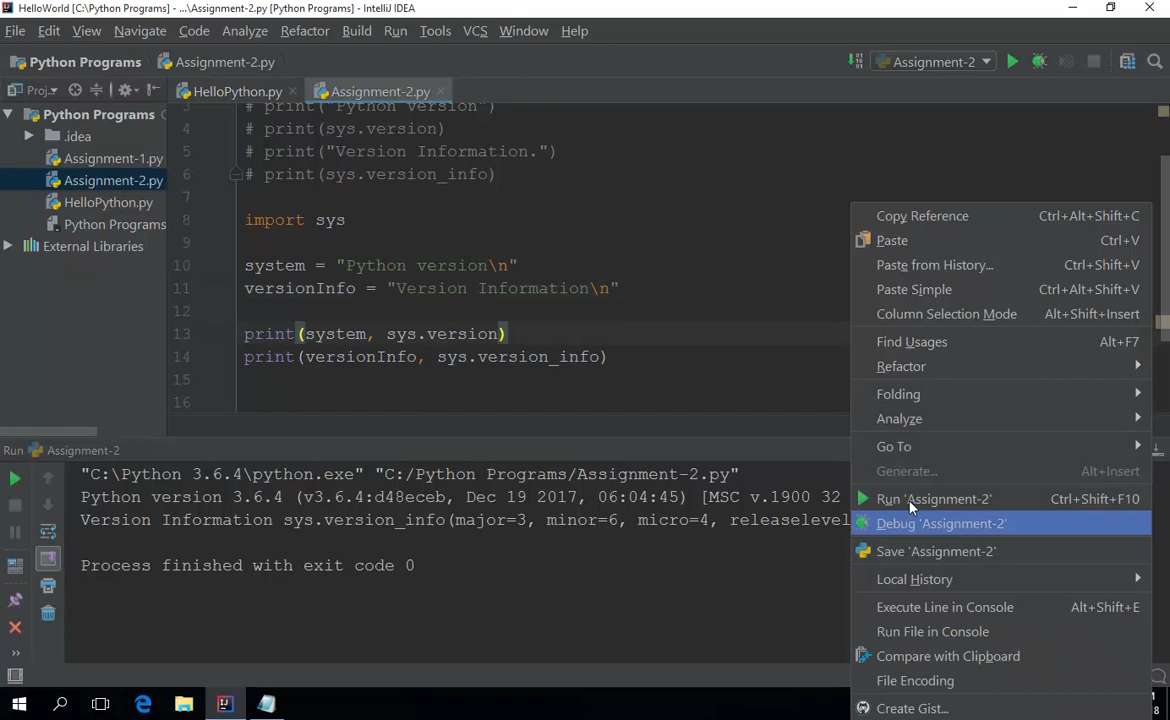 HelloWorld [C:\Python Programs] - ...\Assignment-2.py [Python Programs] - IntelliJ IDEA
File Edit View Navigate Code Analyze Refactor Build Run Tools VCS Window Help
Python Programs Assignment-2.py Assignment-2
Proj. HelloPython.py Assignment-2.py
Python Programs
.idea
Assignment-1.py
Assignment-2.py
HelloPython.py
Python Programs
External Libraries
3 # print("Python version")
4 # print(sys.version)
5 # print("Version Information.")
6 # print(sys.version_info)
7
8 import sys
9
10 system = "Python version\n"
11 versionInfo = "Version Information\n"
12
13 print(system, sys.version)
14 print(versionInfo, sys.version_info)
15
16
Copy Reference Ctrl+Alt+Shift+C
Paste Ctrl+V
Paste from History... Ctrl+Shift+V
Paste Simple Ctrl+Alt+Shift+V
Column Selection Mode Alt+Shift+Insert
Find Usages Alt+F7
Refactor
Folding
Analyze
Go To
Generate... Alt+Insert
Run 'Assignment-2' Ctrl+Shift+F10
Debug 'Assignment-2'
Save 'Assignment-2'
Local History
Execute Line in Console Alt+Shift+E
Run File in Console
Compare with Clipboard
File Encoding
Create Gist...
Run Assignment-2
"C:\Python 3.6.4\python.exe" "C:/Python Programs/Assignment-2.py"
Python version 3.6.4 (v3.6.4:d48eceb, Dec 19 2017, 06:04:45) [MSC v.1900 32
Version Information sys.version_info(major=3, minor=6, micro=4, releaselevel
Process finished with exit code 0